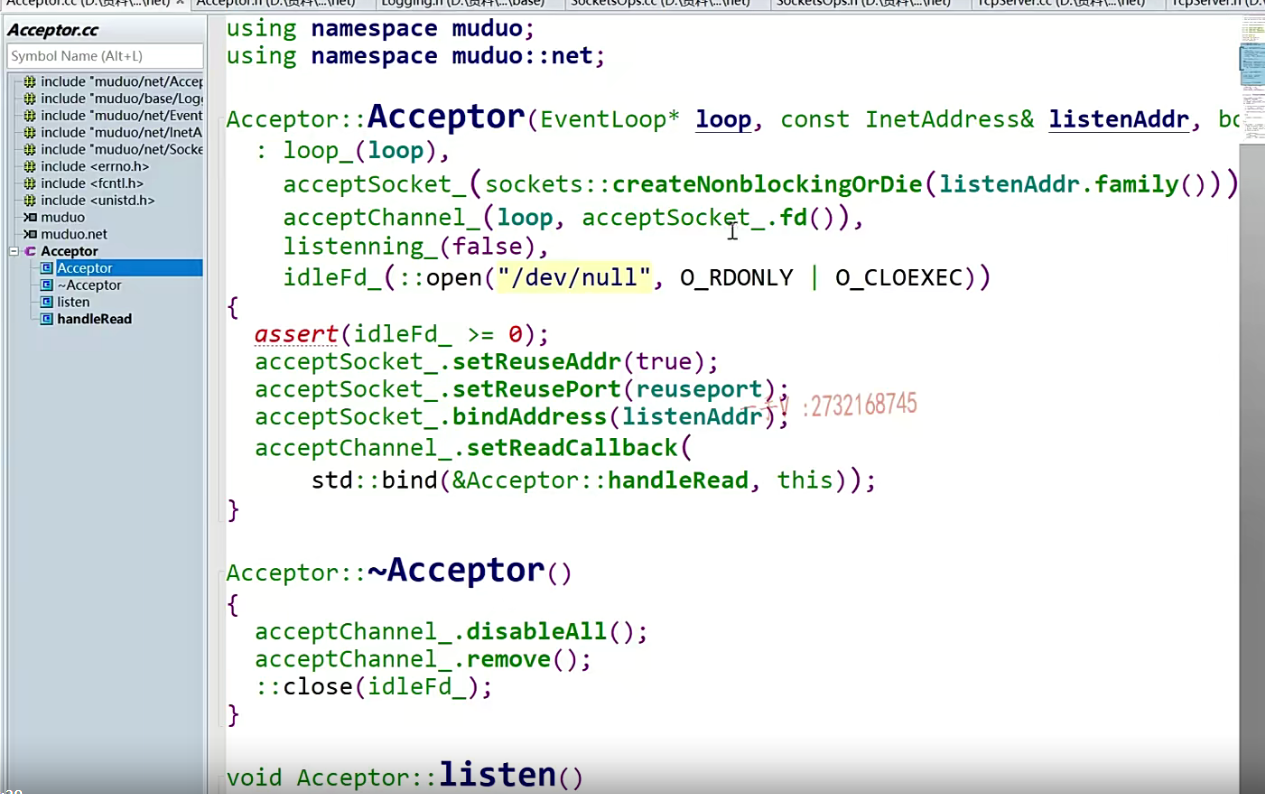 Acceptor.cc (D:\资料\...\net) × Acceptor.h (D:\资料\...\net) Logging.h (D:\资料\...\base) SocketsOps.cc (D:\资料\...\net) SocketsOps.h (D:\资料\...\net) TcpServer.cc (D:\资料\...\net) TcpServer.h (D:\
Acceptor.cc
Symbol Name (Alt+L)
include "muduo/net/Accep
include "muduo/base/Logg
include "muduo/net/Event
include "muduo/net/InetA
include "muduo/net/Socke
include <errno.h>
include <fcntl.h>
include <unistd.h>
muduo
muduo.net
Acceptor
Acceptor
~Acceptor
listen
handleRead
using namespace muduo;
using namespace muduo::net;
Acceptor::Acceptor(EventLoop* loop, const InetAddress& listenAddr, bo
: loop_(loop),
acceptSocket_(sockets::createNonblockingOrDie(listenAddr.family()))
acceptChannel_(loop, acceptSocket_.fd()),
listenning_(false),
idleFd_(::open("/dev/null", O_RDONLY | O_CLOEXEC))
{
assert(idleFd_ >= 0);
acceptSocket_.setReuseAddr(true);
acceptSocket_.setReusePort(reuseport);
acceptSocket_.bindAddress(listenAddr);
:2732168745
acceptChannel_.setReadCallback(
std::bind(&Acceptor::handleRead, this));
}
Acceptor::~Acceptor()
{
acceptChannel_.disableAll();
acceptChannel_.remove();
::close(idleFd_);
}
void Acceptor::listen()